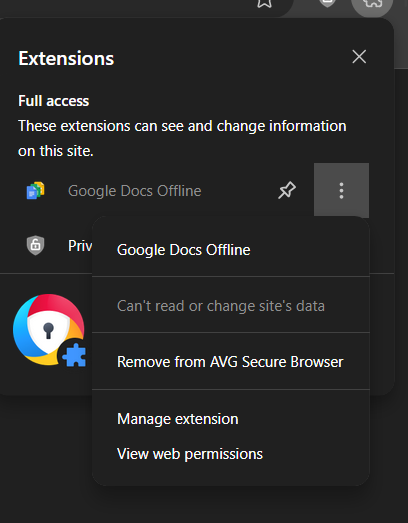 Extensions
Full access
These extensions can see and change information
on this site.
Google Docs Offline
Google Docs Offline
Can't read or change site's data
Remove from AVG Secure Browser
Manage extension
View web permissions